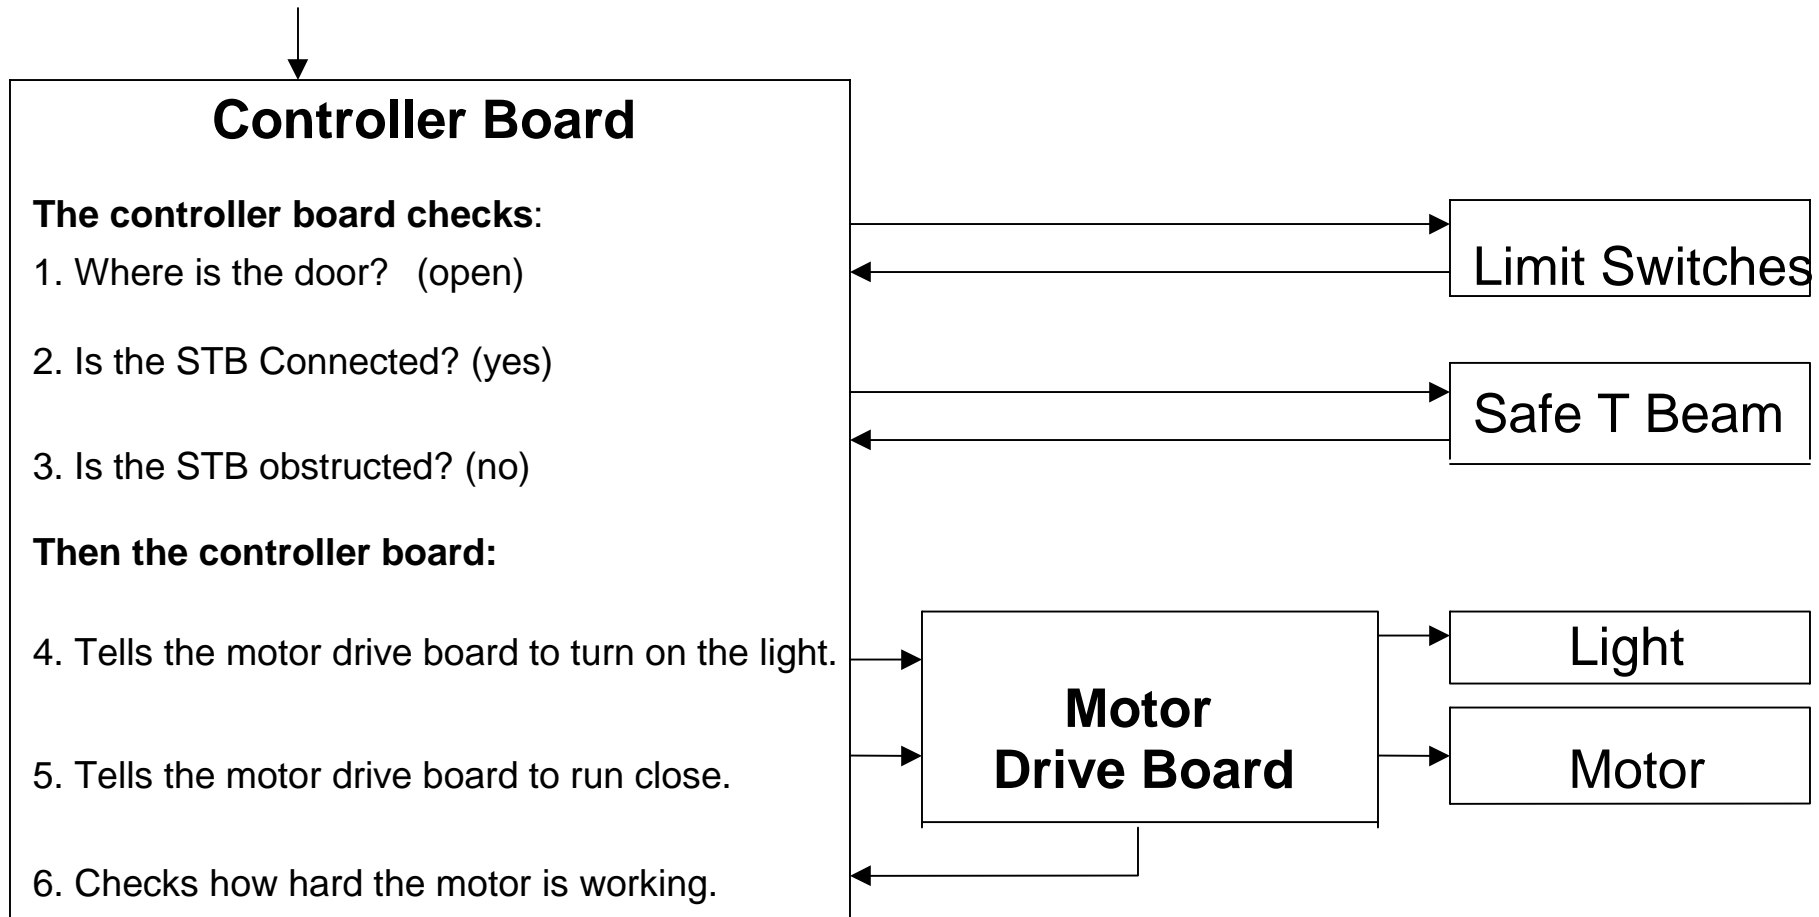 Controller Board
The controller board checks:
1. Where is the door? (open)
2. Is the STB Connected? (yes)
3. Is the STB obstructed? (no)
Then the controller board:
4. Tells the motor drive board to turn on the light.
5. Tells the motor drive board to run close.
6. Checks how hard the motor is working.
Limit Switches
Safe T Beam
Motor
Drive Board
Light
Motor